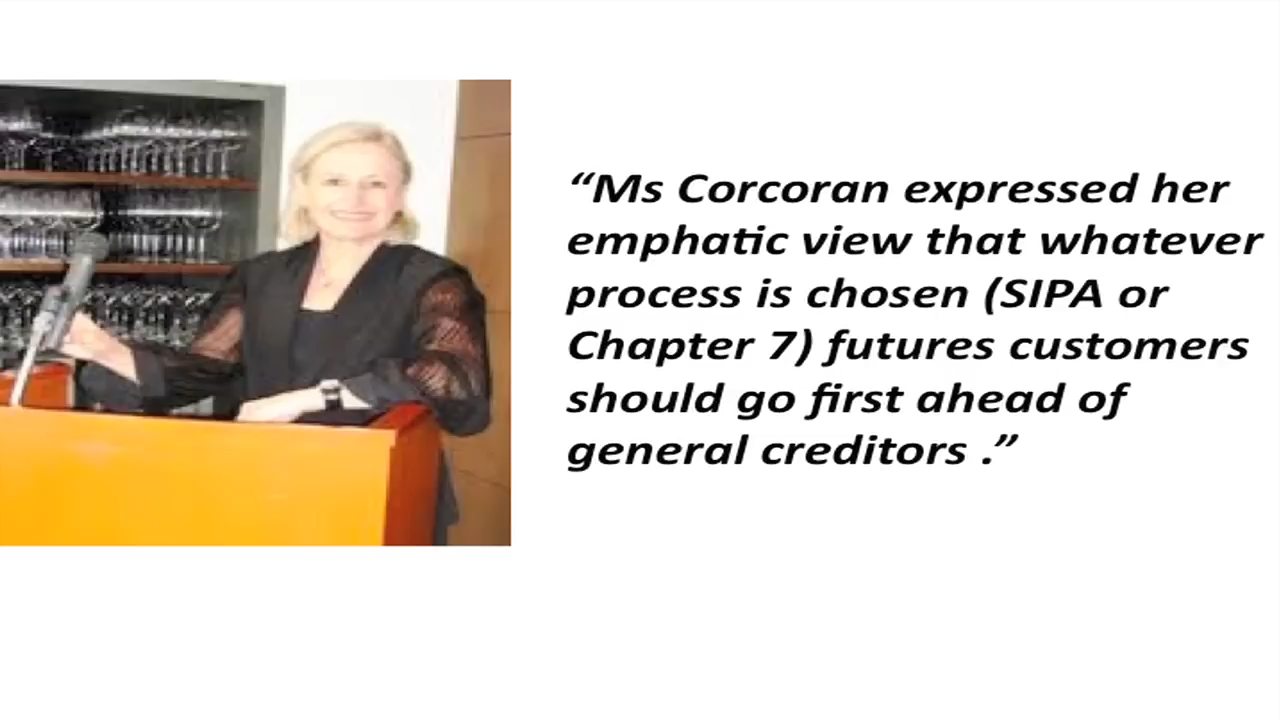 “Ms Corcoran expressed her
emphatic view that whatever
process is chosen (SIPA or
Chapter 7) futures customers
should go first ahead of
general creditors .”